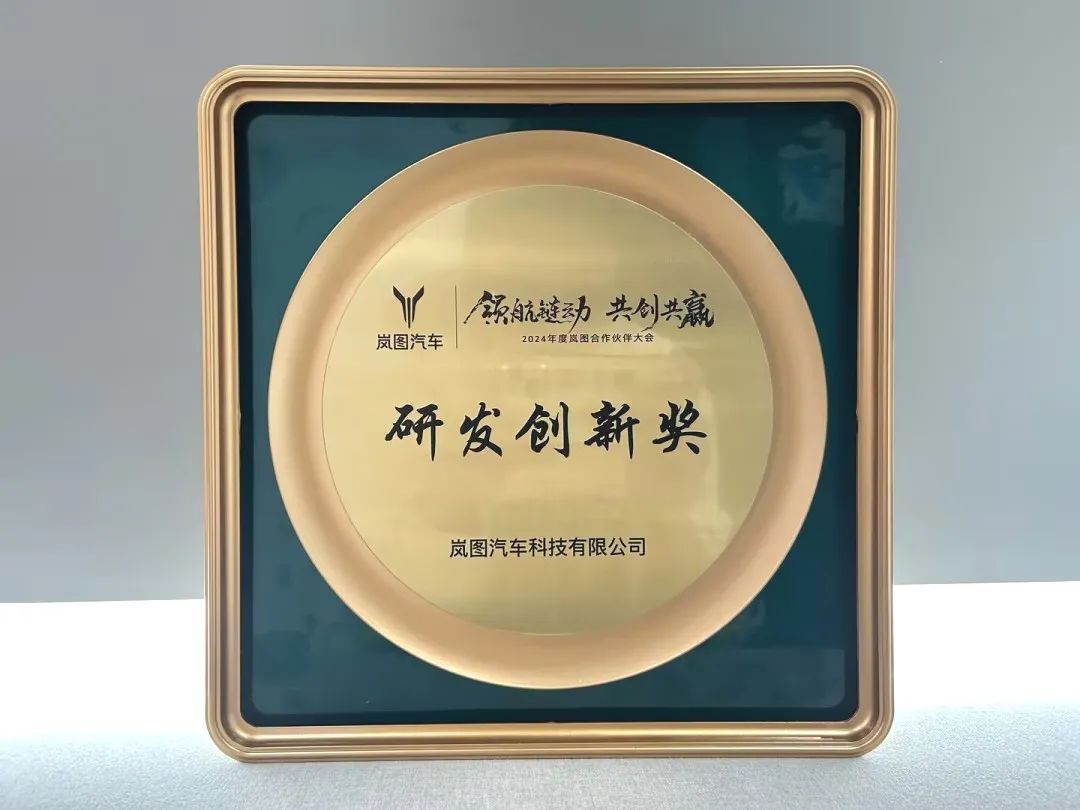 岚图汽车
领航链动 共创共赢
2024年度岚图合作伙伴大会
研发创新奖
岚图汽车科技有限公司